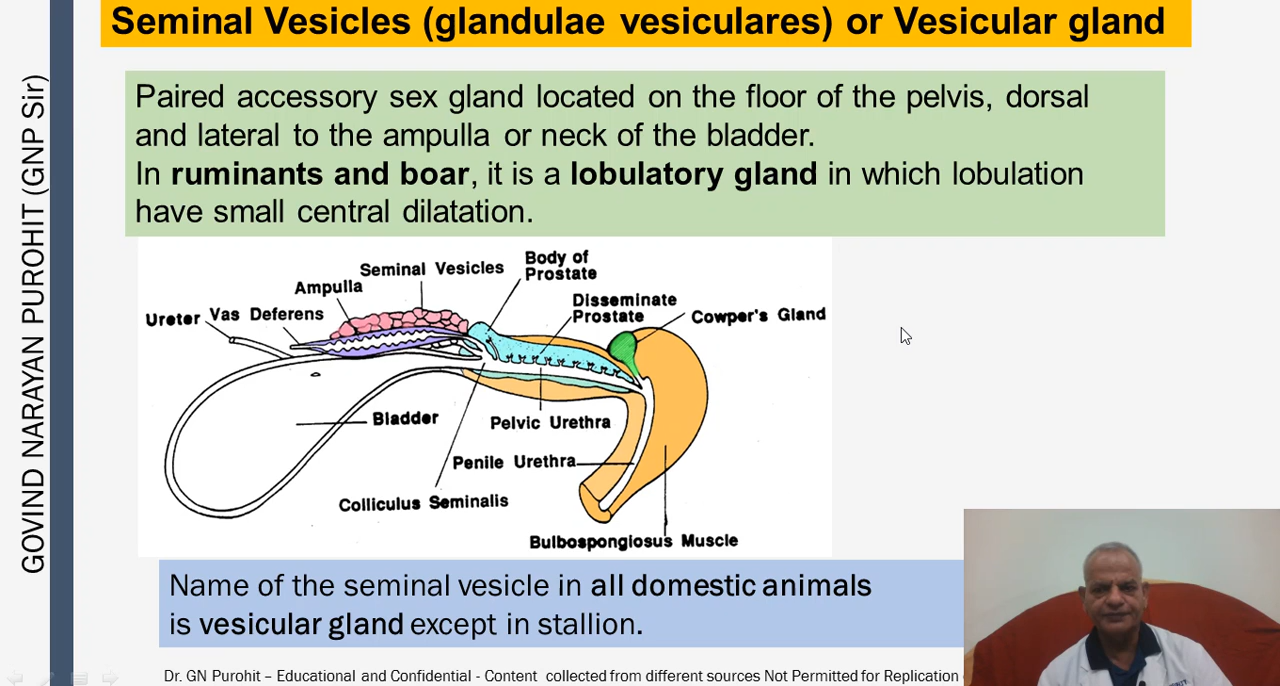 Seminal Vesicles (glandulae vesiculares) or Vesicular gland
GOVIND NARAYAN PUROHIT (GNP Sir)
Paired accessory sex gland located on the floor of the pelvis, dorsal
and lateral to the ampulla or neck of the bladder.
In ruminants and boar, it is a lobulatory gland in which lobulation
have small central dilatation.
Body of
Prostate
Seminal Vesicles
Ampulla
Disseminate
Prostate
Ureter
Vas Deferens
Cowper's Gland
Bladder
Pelvic Urethra
Penile Urethra
Colliculus Seminalis
Bulbospongiosus Muscle
Name of the seminal vesicle in all domestic animals
is vesicular gland except in stallion.
Dr. GN Purohit – Educational and Confidential - Content collected from different sources Not Permitted for Replication